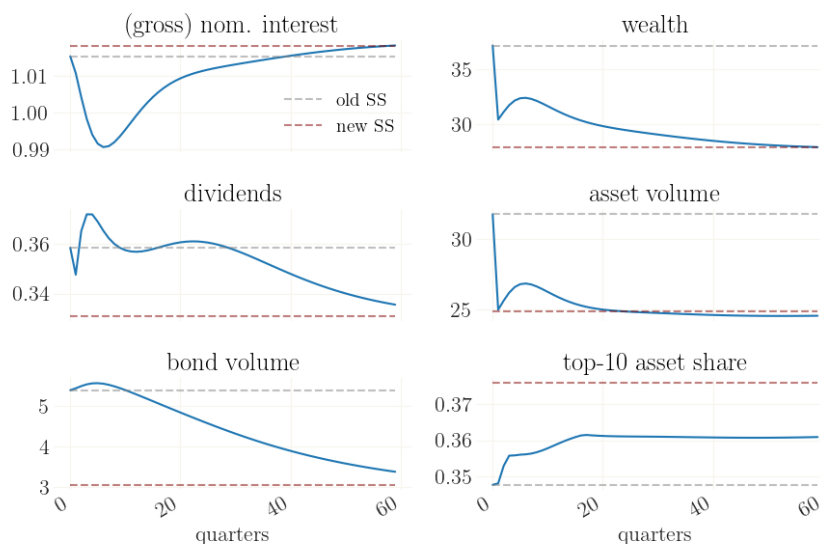 (gross) nom. interest
1.01
1.00
0.99
old SS
new SS
wealth
35
30
dividends
0.36
0.34
asset volume
30
25
bond volume
5
4
3
0
20
40
60
quarters
top-10 asset share
0.37
0.36
0.35
0
20
40
60
quarters